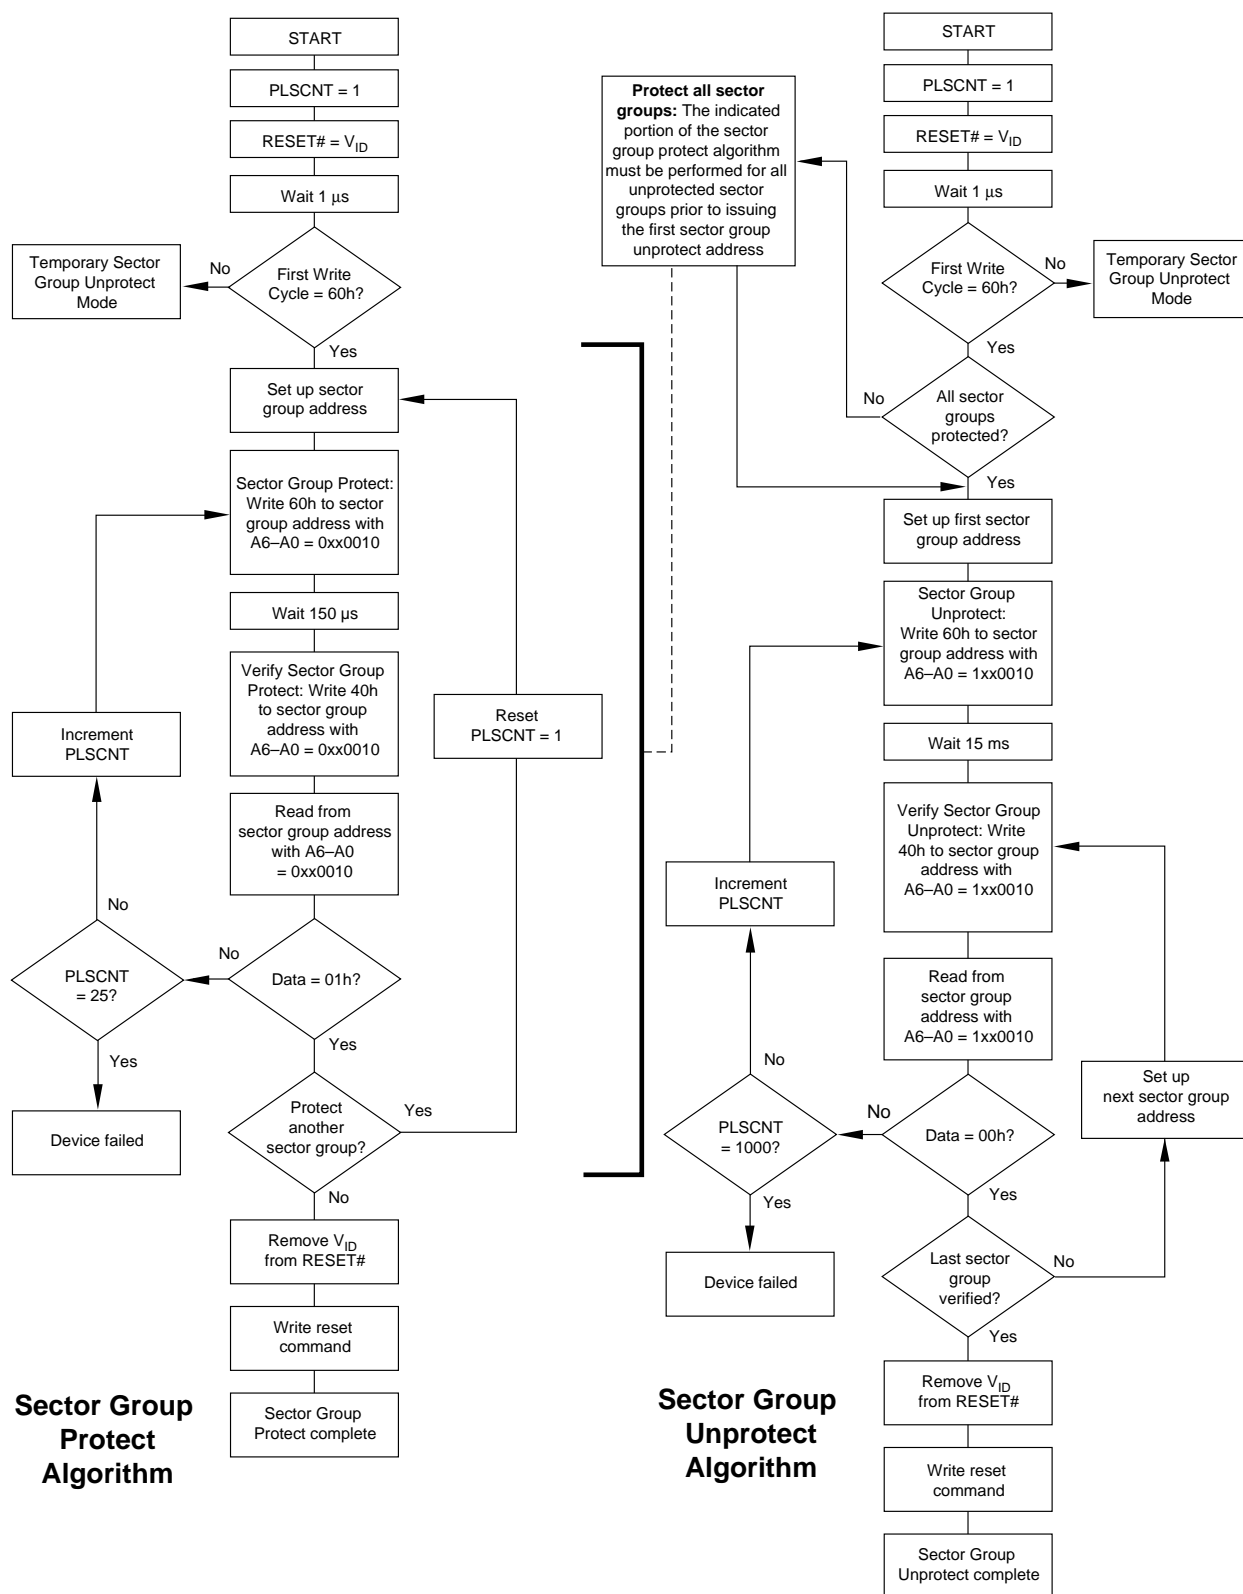 START
PLSCNT = 1
RESET# = VID
Wait 1 μs
First Write
Cycle = 60h?
No
Temporary Sector
Group Unprotect
Mode
Yes
Set up sector
group address
Sector Group Protect:
Write 60h to sector
group address with
A6–A0 = 0xx0010
Wait 150 µs
Verify Sector Group
Protect: Write 40h
to sector group
address with
A6–A0 = 0xx0010
Read from
sector group address
with A6–A0
= 0xx0010
Data = 01h?
No
PLSCNT
= 25?
No
Increment
PLSCNT
Yes
Device failed
Yes
Protect
another
sector group?
Yes
Reset
PLSCNT = 1
No
Remove VID
from RESET#
Write reset
command
Sector Group
Protect complete
Sector Group
Protect
Algorithm
Protect all sector
groups: The indicated
portion of the sector
group protect algorithm
must be performed for all
unprotected sector
groups prior to issuing
the first sector group
unprotect address
START
PLSCNT = 1
RESET# = VID
Wait 1 μs
First Write
Cycle = 60h?
No
Temporary Sector
Group Unprotect
Mode
Yes
All sector
groups
protected?
No
Yes
Set up first sector
group address
Sector Group
Unprotect:
Write 60h to sector
group address with
A6–A0 = 1xx0010
Wait 15 ms
Verify Sector Group
Unprotect: Write
40h to sector group
address with
A6–A0 = 1xx0010
Read from
sector group
address with
A6–A0 = 1xx0010
Data = 00h?
No
PLSCNT
= 1000?
No
Increment
PLSCNT
Yes
Device failed
Yes
Last sector
group
verified?
No
Set up
next sector group
address
Yes
Remove VID
from RESET#
Write reset
command
Sector Group
Unprotect complete
Sector Group
Unprotect
Algorithm